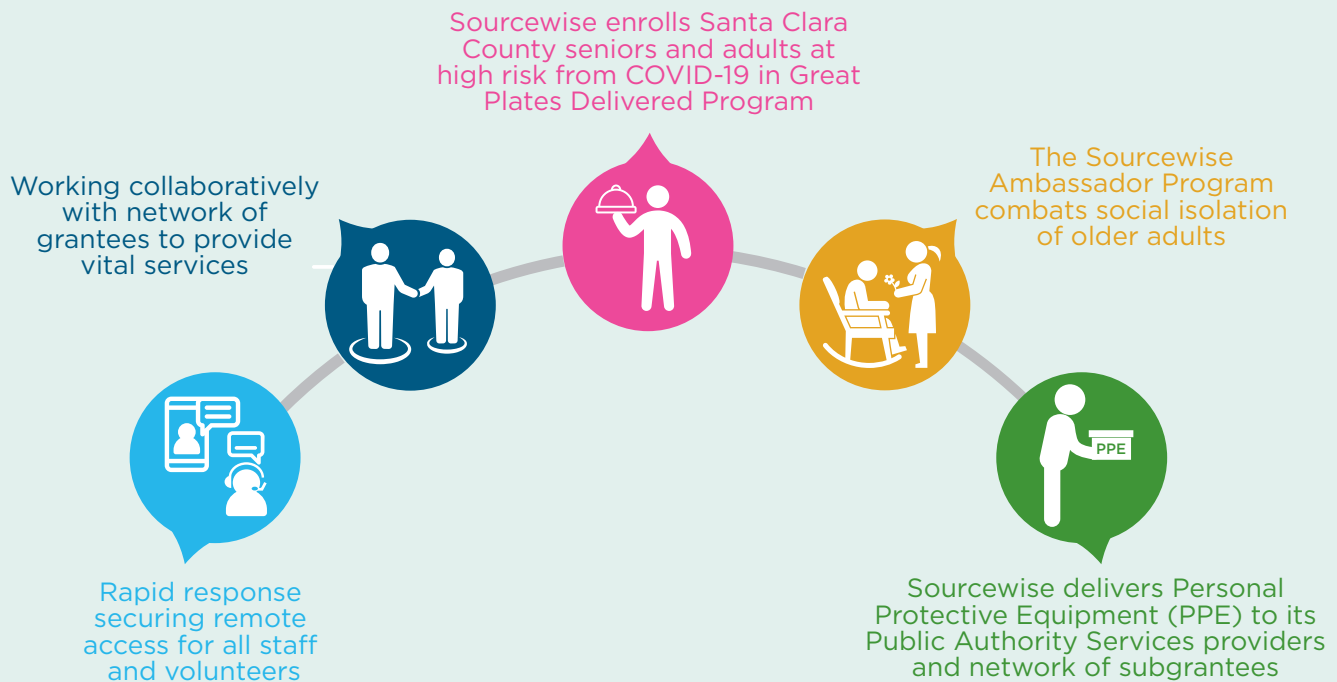 Sourcewise enrolls Santa Clara
County seniors and adults at
high risk from COVID-19 in Great
Plates Delivered Program
Working collaboratively
with network of
grantees to provide
vital services
The Sourcewise
Ambassador Program
combats social isolation
of older adults
PPE
Rapid response
securing remote
access for all staff
and volunteers
Sourcewise delivers Personal
Protective Equipment (PPE) to its
Public Authority Services providers
and network of subgrantees